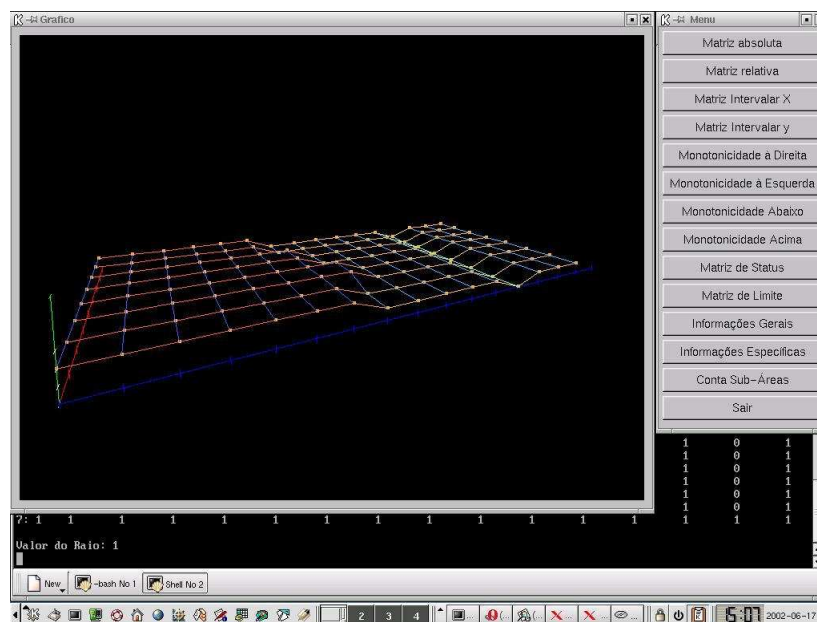 Grafico
Menu
Matriz absoluta
Matriz relativa
Matriz Intervalar X
Matriz Intervalar y
Monotonicidade à Direita
Monotonicidade à Esquerda
Monotonicidade Abaixo
Monotonicidade Acima
Matriz de Status
Matriz de Limite
Informações Gerais
Informações Específicas
Conta Sub-Áreas
Sair
1 0 1
1 0 1
1 0 1
1 0 1
1 0 1
1 0 1
7: 1 1 1 1 1 1 1 1 1 1 1 1 1 1 1 1
Valor do Raio: 1
New -bash No 1 Shell No 2
2 3 4 5:07 2002-06-17